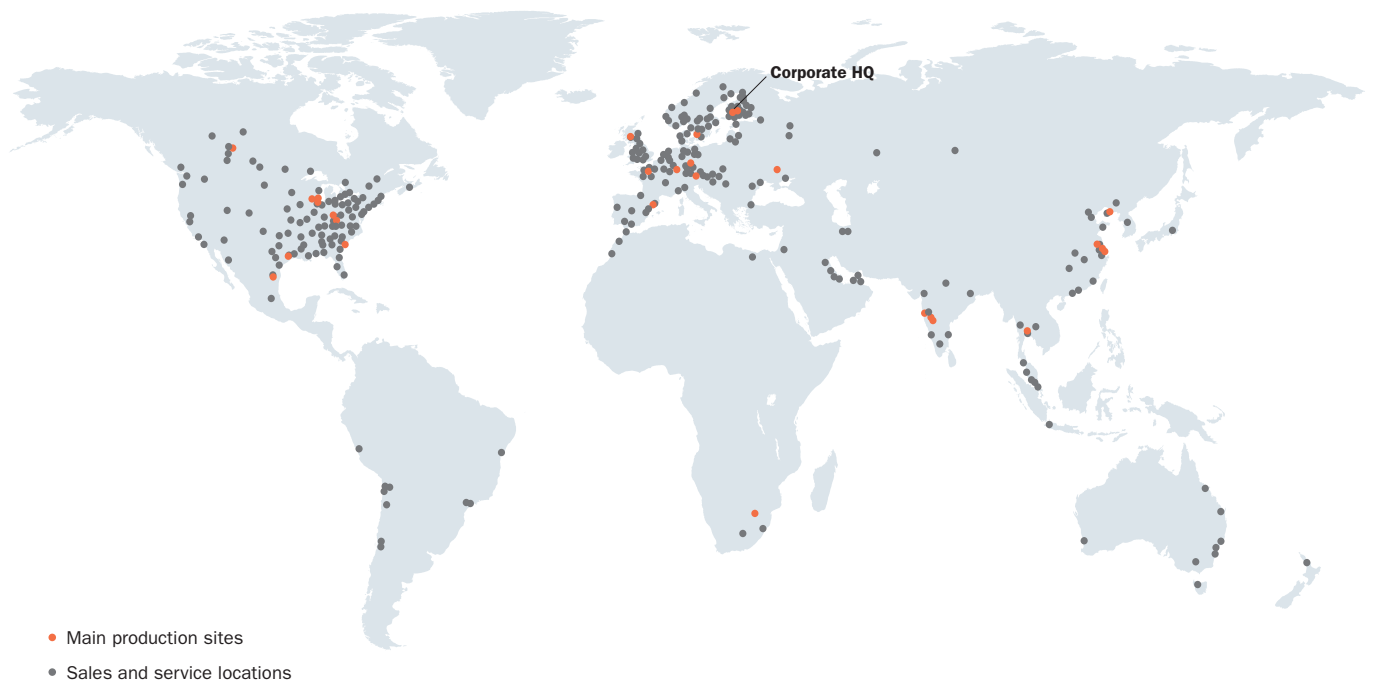 Corporate HQ
Main production sites
Sales and service locations